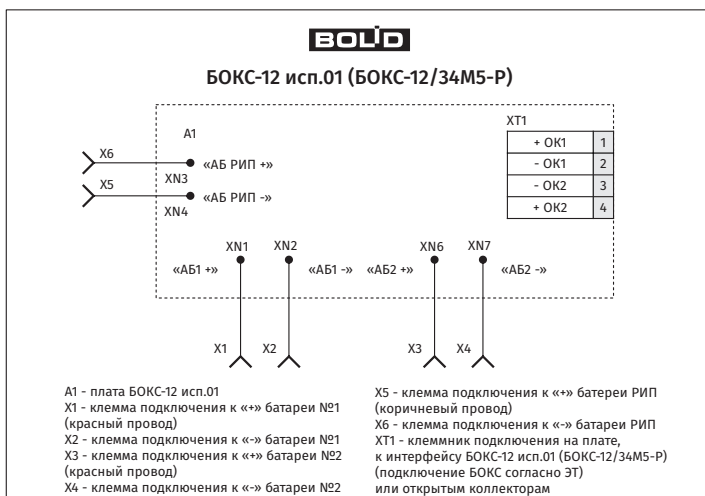 BOLID
БОКС-12 исп.01 (БОКС-12/34М5-Р)
A1
XT1
+ OK1 1
- OK1 2
- OK2 3
+ OK2 4
X6
«АБ РИП +»
XN3
X5
«АБ РИП -»
XN4
XN1 XN2 XN6 XN7
«АБ1 +» «АБ1 -» «АБ2 +» «АБ2 -»
X1 X2 X3 X4
A1 - плата БОКС-12 исп.01
X1 - клемма подключения к «+» батареи №1
(красный провод)
X2 - клемма подключения к «-» батареи №1
X3 - клемма подключения к «+» батареи №2
(красный провод)
X4 - клемма подключения к «-» батареи №2
X5 - клемма подключения к «+» батереи РИП
(коричневый провод)
X6 - клемма подключения к «-» батареи РИП
XT1 - клеммник подключения на плате,
к интерфейсу БОКС-12 исп.01 (БОКС-12/34М5-Р)
(подключение БОКС согласно ЭТ)
или открытым коллекторам